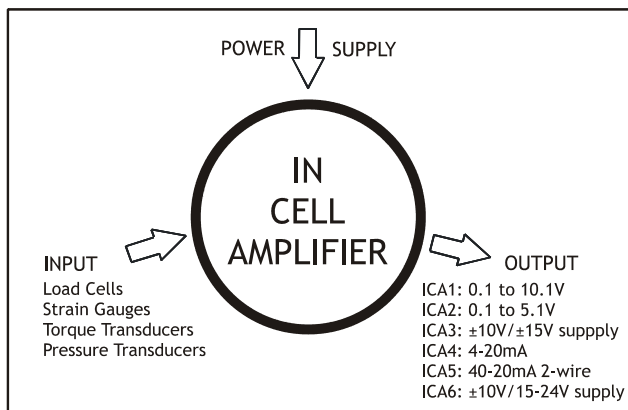 POWER SUPPLY
IN
CELL
AMPLIFIER
INPUT
Load Cells
Strain Gauges
Torque Transducers
Pressure Transducers
OUTPUT
ICA1: 0.1 to 10.1V
ICA2: 0.1 to 5.1V
ICA3: ±10V/±15V suppply
ICA4: 4-20mA
ICA5: 40-20mA 2-wire
ICA6: ±10V/15-24V supply